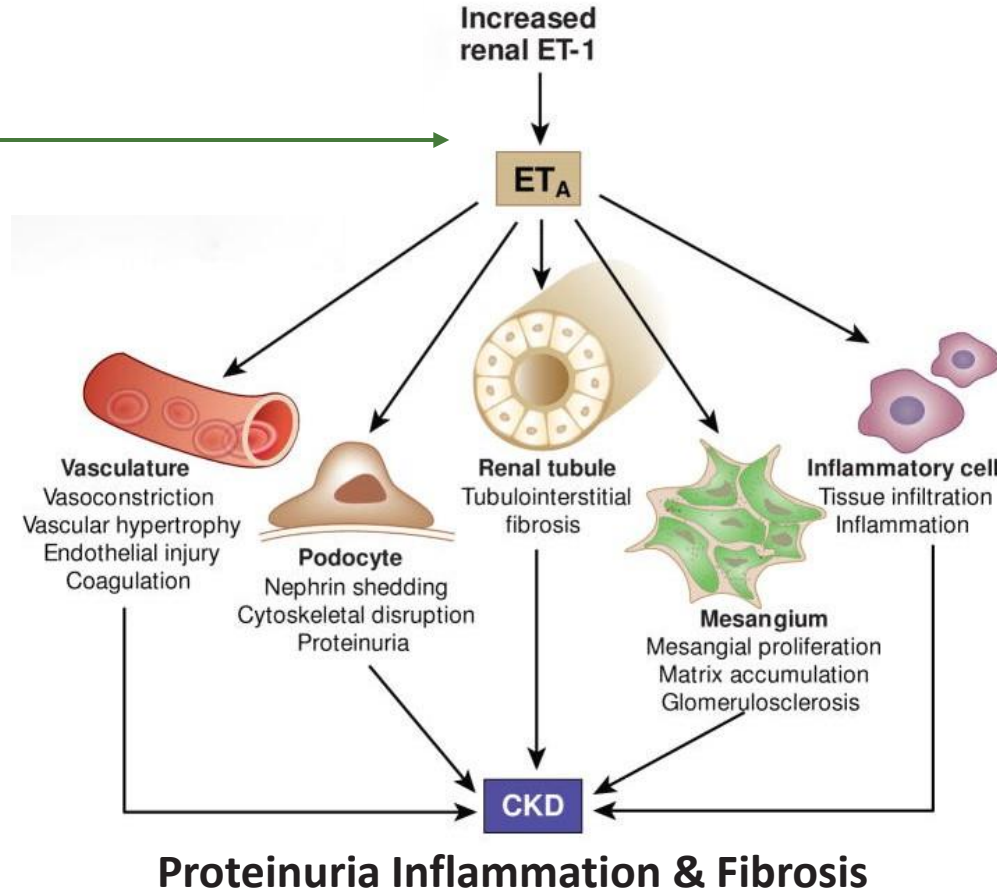 Increased
renal ET-1
ETA
Vasculature
Vasoconstriction
Vascular hypertrophy
Endothelial injury
Coagulation
Podocyte
Nephrin shedding
Cytoskeletal disruption
Proteinuria
Renal tubule
Tubulointerstitial
fibrosis
Mesangium
Mesangial proliferation
Matrix accumulation
Glomerulosclerosis
Inflammatory cell
Tissue infiltration
Inflammation
CKD
Proteinuria Inflammation & Fibrosis